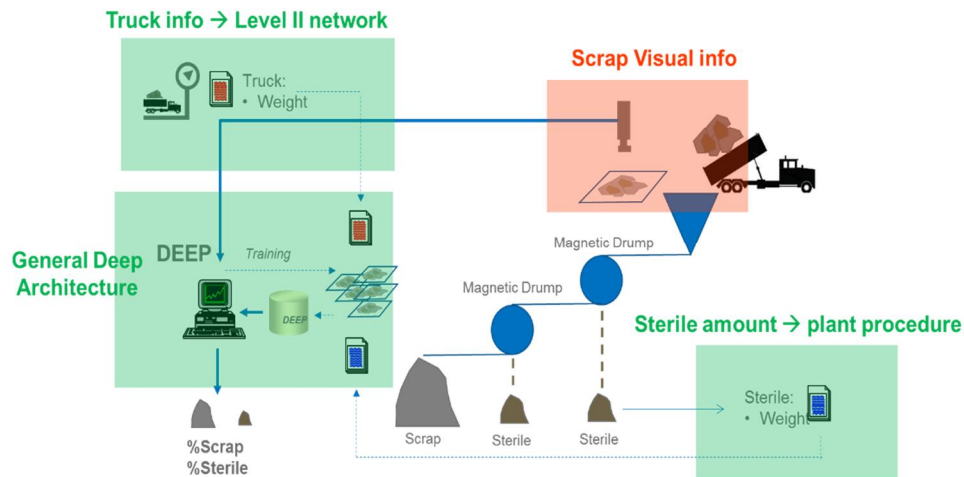 Truck info → Level II network
Truck:
• Weight
Scrap Visual info
General Deep
Architecture
DEEP
Training
DEEP
Magnetic Drump
Magnetic Drump
Sterile amount → plant procedure
Sterile:
• Weight
Scrap
Sterile
Sterile
%Scrap
%Sterile